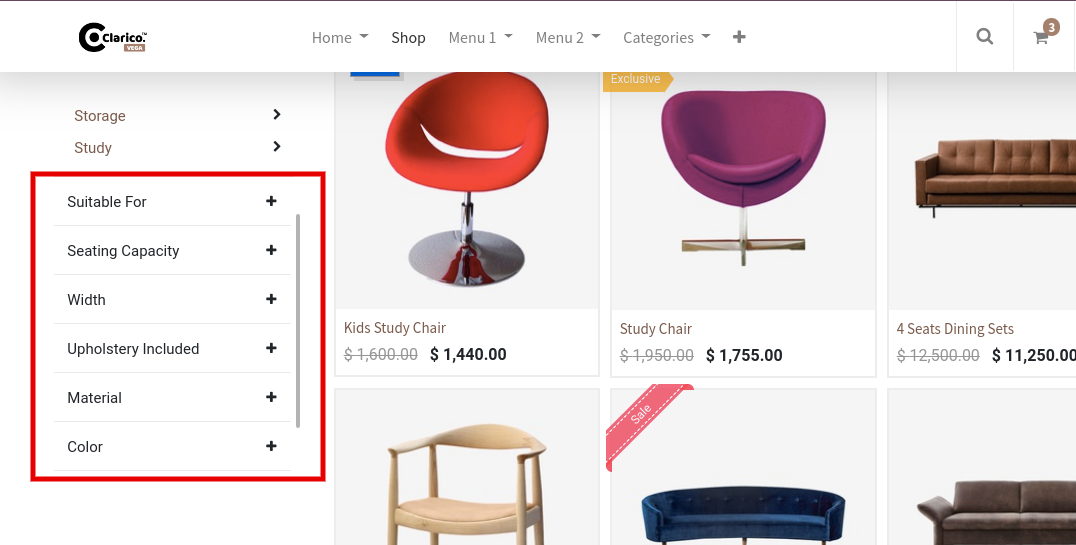 Clarico.™
VEGA
Home
Shop
Menu 1
Menu 2
Categories
3
Storage
Study
Suitable For
Seating Capacity
Width
Upholstery Included
Material
Color
Exclusive
Kids Study Chair
$ 1,600.00 $ 1,440.00
Study Chair
$ 1,950.00 $ 1,755.00
4 Seats Dining Sets
$ 12,500.00 $ 11,250.00
Sale